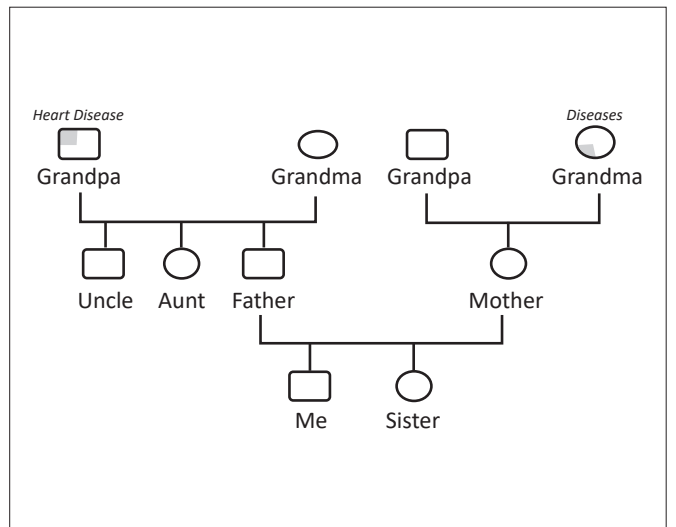 Heart Disease
Diseases
Grandpa
Grandma
Grandpa
Grandma
Uncle
Aunt
Father
Mother
Me
Sister